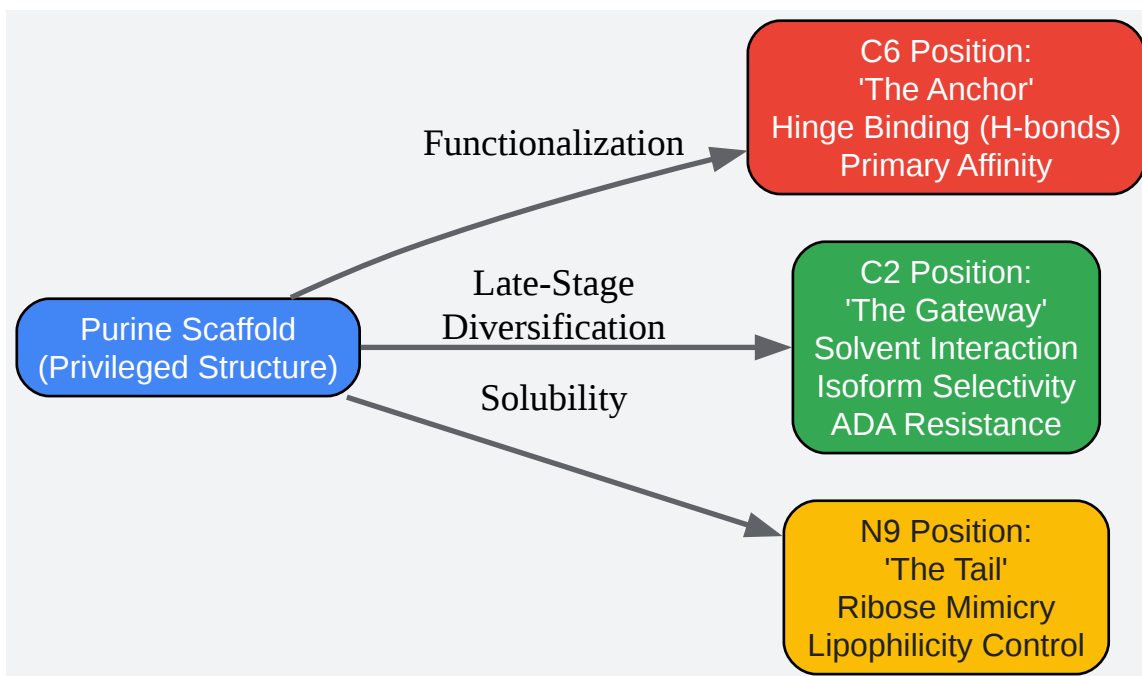 Purine Scaffold
(Privileged Structure)
Functionalization
C6 Position:
'The Anchor'
Hinge Binding (H-bonds)
Primary Affinity
Late-Stage
Diversification
C2 Position:
'The Gateway'
Solvent Interaction
Isoform Selectivity
ADA Resistance
Solubility
N9 Position:
'The Tail'
Ribose Mimicry
Lipophilicity Control